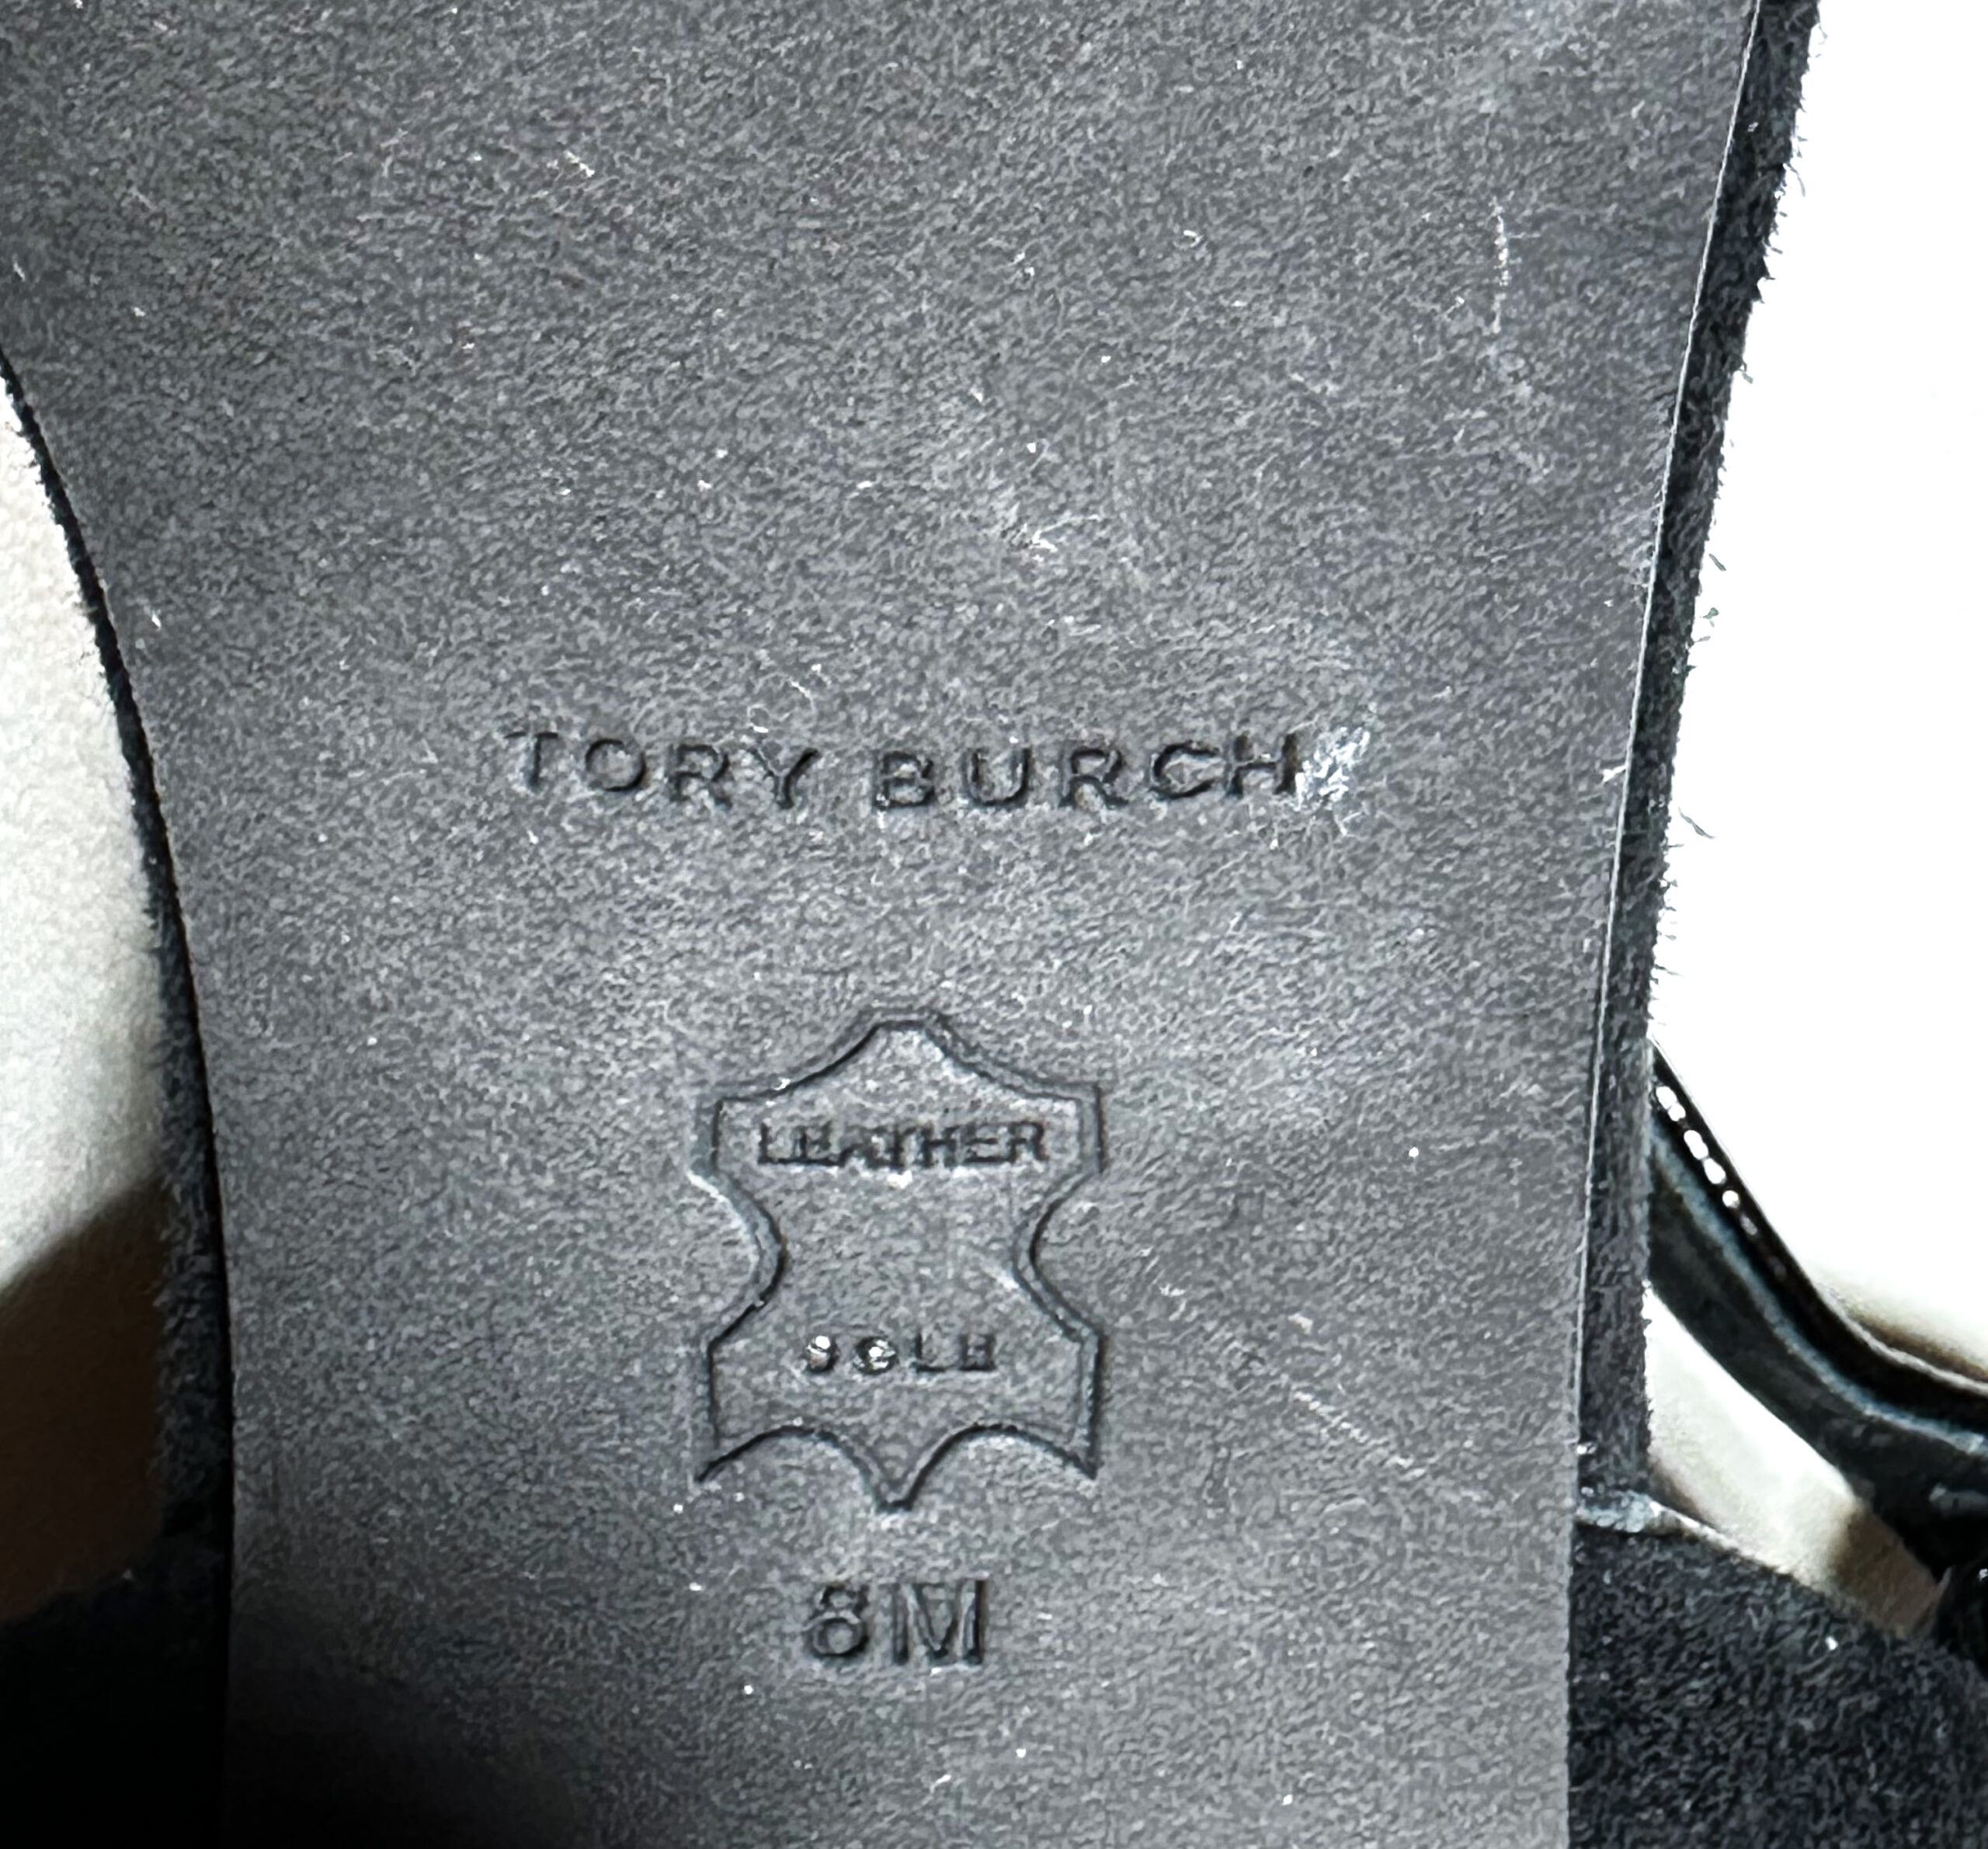 TORY BURCH
LEATHER
SOLE
8M